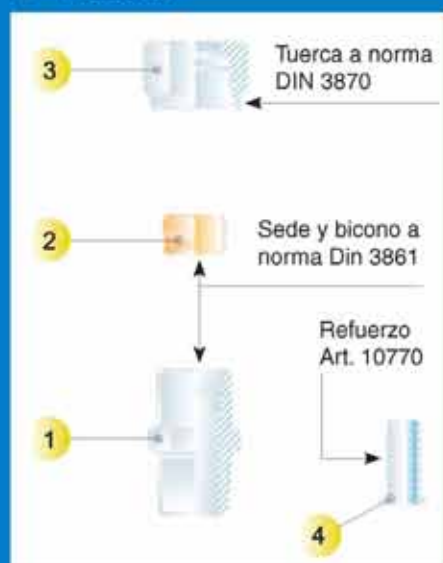 3
Tuerca a norma
DIN 3870
2
Sede y bicono a
norma Din 3861
Refuerzo
Art. 10770
1
4